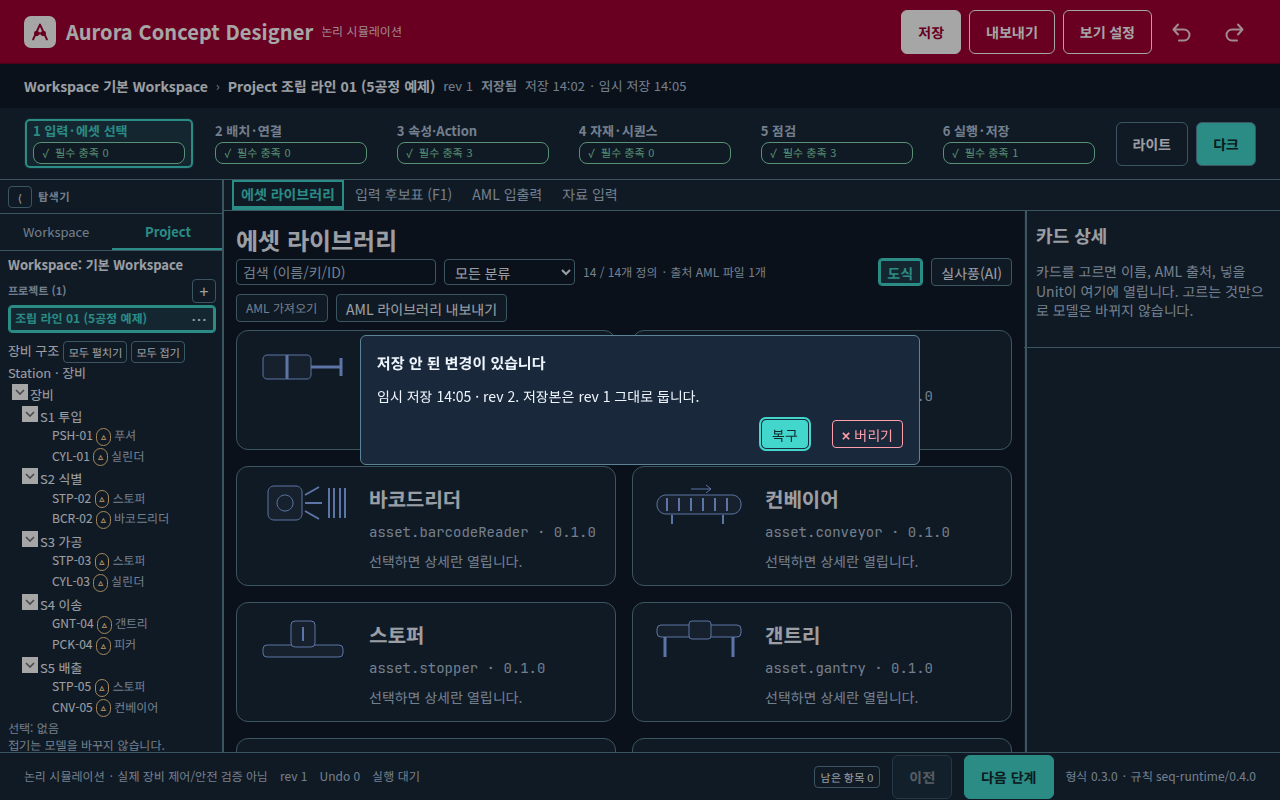 Aurora Concept Designer 논리 시뮬레이션
저장 내보내기 보기 설정
Workspace 기본 Workspace › Project 조립 라인 01 (5공정 예제) rev 1 저장됨 저장 14:02 · 임시 저장 14:05
1 입력·에셋 선택 2 배치·연결 3 속성·Action 4 자재·시퀀스 5 점검 6 실행·저장
✓ 필수 충족 0 ✓ 필수 충족 0 ✓ 필수 충족 3 ✓ 필수 충족 0 ✓ 필수 충족 3 ✓ 필수 충족 1
라이트 다크
⟨ 탐색기
Workspace Project
Workspace: 기본 Workspace
프로젝트 (1) +
조립 라인 01 (5공정 예제) ···
장비 구조 모두 펼치기 모두 접기
Station · 장비
장비
S1 투입
PSH-01 푸셔
CYL-01 실린더
S2 식별
STP-02 스토퍼
BCR-02 바코드리더
S3 가공
STP-03 스토퍼
CYL-03 실린더
S4 이송
GNT-04 갠트리
PCK-04 피커
S5 배출
STP-05 스토퍼
CNV-05 컨베이어
선택: 없음
접기는 모델을 바꾸지 않습니다.
에셋 라이브러리 입력 후보표 (F1) AML 입출력 자료 입력
에셋 라이브러리
검색 (이름/키/ID) 모든 분류 14 / 14개 정의 · 출처 AML 파일 1개 도식 실사풍(AI)
AML 가져오기 AML 라이브러리 내보내기
.0
저장 안 된 변경이 있습니다
임시 저장 14:05 · rev 2. 저장본은 rev 1 그대로 둡니다.
복구 × 버리기
바코드리더
asset.barcodeReader · 0.1.0
선택하면 상세란 열립니다.
컨베이어
asset.conveyor · 0.1.0
선택하면 상세란 열립니다.
스토퍼
asset.stopper · 0.1.0
선택하면 상세란 열립니다.
갠트리
asset.gantry · 0.1.0
선택하면 상세란 열립니다.
카드 상세
카드를 고르면 이름, AML 출처, 넣을
Unit이 여기에 열립니다. 고르는 것만으
로 모델은 바뀌지 않습니다.
논리 시뮬레이션 · 실제 장비 제어/안전 검증 아님 rev 1 Undo 0 실행 대기
남은 항목 0 이전 다음 단계 형식 0.3.0 · 규칙 seq-runtime/0.4.0